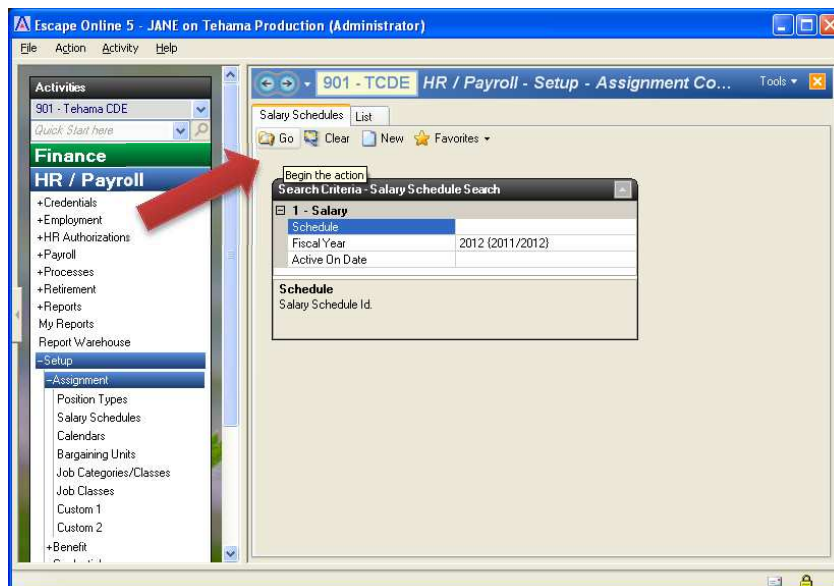 Escape Online 5 - JANE on Tehama Production (Administrator)
File Action Activity Help
Activities
901 - Tehama CDE
Quick Start here
Finance
HR / Payroll
+Credentials
+Employment
+HR Authorizations
+Payroll
+Processes
+Retirement
+Reports
My Reports
Report Warehouse
-Setup
-Assignment
Position Types
Salary Schedules
Calendars
Bargaining Units
Job Categories/Classes
Job Classes
Custom 1
Custom 2
+Benefit
901 - TCDE HR / Payroll - Setup - Assignment Co... Tools
Salary Schedules List
Go Clear New Favorites
Begin the action
Search Criteria - Salary Schedule Search
1 - Salary
Schedule
Fiscal Year 2012 {2011/2012}
Active On Date
Schedule
Salary Schedule Id.